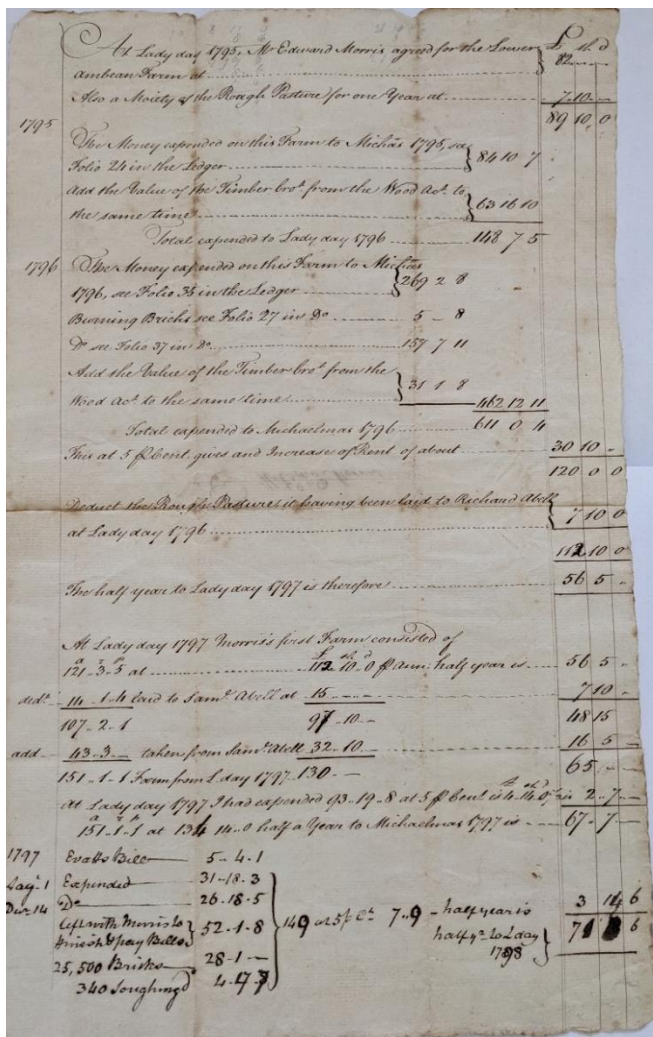 £ sh d
At Lady day 1795, Mr Edward Morris agreed for the Lower
ambean Farm at } 82 - -
Also a Moiety of the Rough Pasture for one Year at 7.10 -
89 10, 0
1795
The Money expended on this Farm to Michās 1795, see
Folio 24 in the Ledger } 84 10 7
Add the Value of the Timber brot. from the Wood Act. to
the same time } 63 16 10
Total expended to Lady day 1796 148 7 5
1796 The Money expended on this Farm to Michās
1796, see Folio 35 in the Ledger } 269 2 8
Burning Bricks see Folio 27 in Do 5 - 8
Do see Folio 37 in Do 157 7 11
Add the Value of the Timber brot. from the
Wood Act. to the same time } 31 1 8 462 12 11
Total expended to Michaelmas 1796 611 0 4
This at 5 p Cent. gives and Increase of Rent of about 30 10 -
120 0 0
Deduct the Rough Pastures it having been laid to Richard Abell
at Lady day 1796 } 7 10 0
112 10 0
The half year to Lady day 1797 is therefore 56 5 -
At Lady day 1797 Morris's first Farm consisted of
a r p £ sh d
121 - 3 - 5 at 112 10 - 0 p Ann: half year is 56 5 -
dedt. 14 - 1 - 4 laid to Saml. Abell at 15 - - 7 10 -
107 - 2 - 1 97 - 10 - 48 15
add 43 - 3 - taken from Saml. Abell 32 - 10 - 16 5 -
151 - 1 - 1 Farm from L. day 1797 - 130 - - 65 - -
At Lady day 1797 I had expended 93 - 19 - 8 at 5 p Cent is £ 4 sh 14 d 0 is 2 - 7 -
a r p
151 - 1 - 1 at 134 14 - 0 half a Year to Michaelmas 1797 is 67 - 7 -
1797 Evatts Bill 5 - 4 . 1
Expended 31 - 18 . 3
Do 26 - 18 . 5
Left with Morris to
finish & pay Bills } 52 - 1 - 8
149 at 5 p Ct 7 . . 9 - half year is 3 14 6
half yr. to L day
1798
25,500 Bricks 28 - 1 - -
340 Soughing